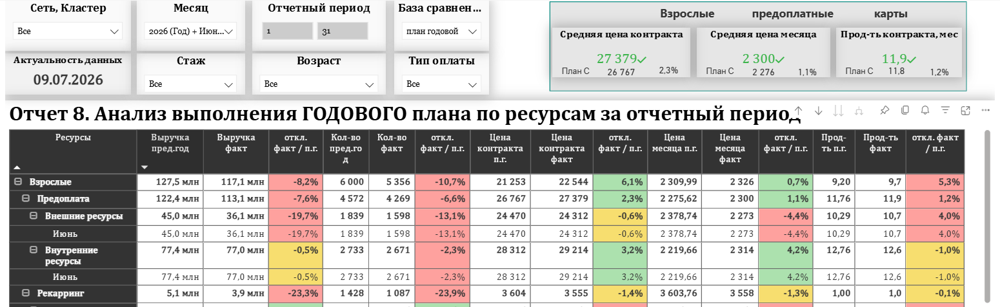 Сеть, Кластер
Все
Месяц
2026 (Год) + Июн...
Отчетный период
1 31
База сравнен...
план годовой
Актуальность данных
09.07.2026
Стаж
Все
Возраст
Все
Тип оплаты
Все
Взрослые предоплатные карты
Средняя цена контракта
27 379
План С 26 767 2,3%
Средняя цена месяца
2 300
План С 2 276 1,1%
Прод-ть контракта, мес
11,9
План С 11,8 1,2%
Отчет 8. Анализ выполнения ГОДОВОГО плана по ресурсам за отчетный период
Ресурсы
Выручка
пред.год
Выручка
факт
откл.
факт / п.г.
Кол-во
пред.го
д
Кол-во
факт
откл.
факт / п.г.
Цена
контракта
п.г.
Цена
контракта
факт
откл.
факт / п.г.
Цена
месяца п.г.
Цена
месяца
факт
откл.
факт / п.г.
Прод-
ть п.г.
Прод-ть
факт
откл. факт
/ п.г.
Взрослые 127,5 млн 117,1 млн -8,2% 6 000 5 356 -10,7% 21 253 22 544 6,1% 2 309,99 2 326 0,7% 9,20 9,7 5,3%
Предоплата 122,4 млн 113,1 млн -7,6% 4 572 4 269 -6,6% 26 767 27 379 2,3% 2 275,62 2 300 1,1% 11,76 11,9 1,2%
Внешние ресурсы 45,0 млн 36,1 млн -19,7% 1 839 1 598 -13,1% 24 470 24 312 -0,6% 2 378,74 2 273 -4,4% 10,29 10,7 4,0%
Июнь 45,0 млн 36,1 млн -19,7% 1 839 1 598 -13,1% 24 470 24 312 -0,6% 2 378,74 2 273 -4,4% 10,29 10,7 4,0%
Внутренние
ресурсы
77,4 млн 77,0 млн -0,5% 2 733 2 671 -2,3% 28 312 29 214 3,2% 2 219,66 2 314 4,2% 12,76 12,6 -1,0%
Июнь 77,4 млн 77,0 млн -0,5% 2 733 2 671 -2,3% 28 312 29 214 3,2% 2 219,66 2 314 4,2% 12,76 12,6 -1,0%
Рекарринг 5,1 млн 3,9 млн -23,3% 1 428 1 087 -23,9% 3 604 3 555 -1,4% 3 603,76 3 558 -1,3% 1,00 1,0 -0,1%